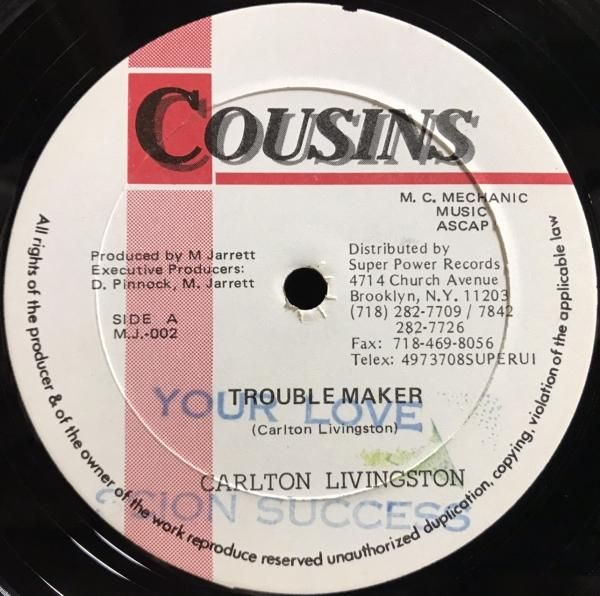 COUSINS
M. C. MECHANIC
MUSIC
ASCAP
Produced by M Jarrett
Executive Producers:
D. Pinnock, M. Jarrett
SIDE A
M.J.-002
Distributed by
Super Power Records
4714 Church Avenue
Brooklyn, N.Y. 11203
(718) 282-7709 / 7842
282-7726
Fax: 718-469-8056
Telex: 4973708SUPERUI
TROUBLE MAKER
YOUR LOVE
(Carlton Livingston)
CARLTON LIVINGSTON
SCION SUCCESS
All rights of the producer & of the owner of the work reproduce reserved unauthorized duplication, copying, violation of the applicable law